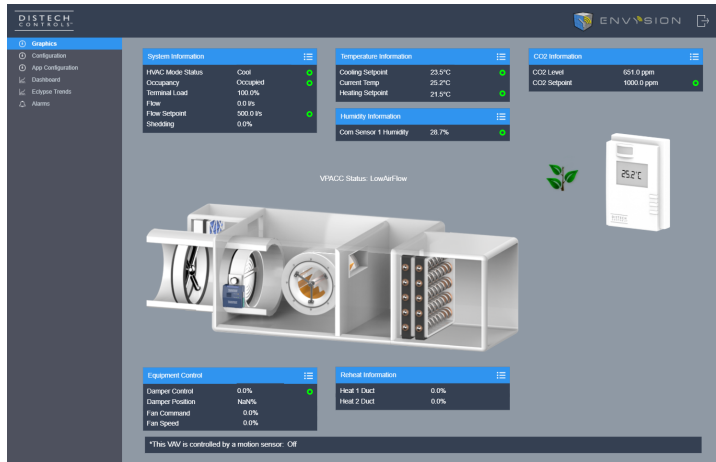 DISTECH
CONTROLS™
ENVYSION
Graphics
Configuration
App Configuration
Dashboard
Eclypse Trends
Alarms
System Information
HVAC Mode Status Cool
Occupancy Occupied
Terminal Load 100.0%
Flow 0.0 l/s
Flow Setpoint 500.0 l/s
Shedding 0.0%
Temperature Information
Cooling Setpoint 23.5°C
Current Temp 25.2°C
Heating Setpoint 21.5°C
Humidity Information
Com Sensor 1 Humidity 28.7%
CO2 Information
CO2 Level 651.0 ppm
CO2 Setpoint 1000.0 ppm
25.2°C
VPACC Status: LowAirFlow
Equipment Control
Damper Control 0.0%
Damper Position NaN%
Fan Command 0.0%
Fan Speed 0.0%
Reheat Information
Heat 1 Duct 0.0%
Heat 2 Duct 0.0%
*This VAV is controlled by a motion sensor: Off